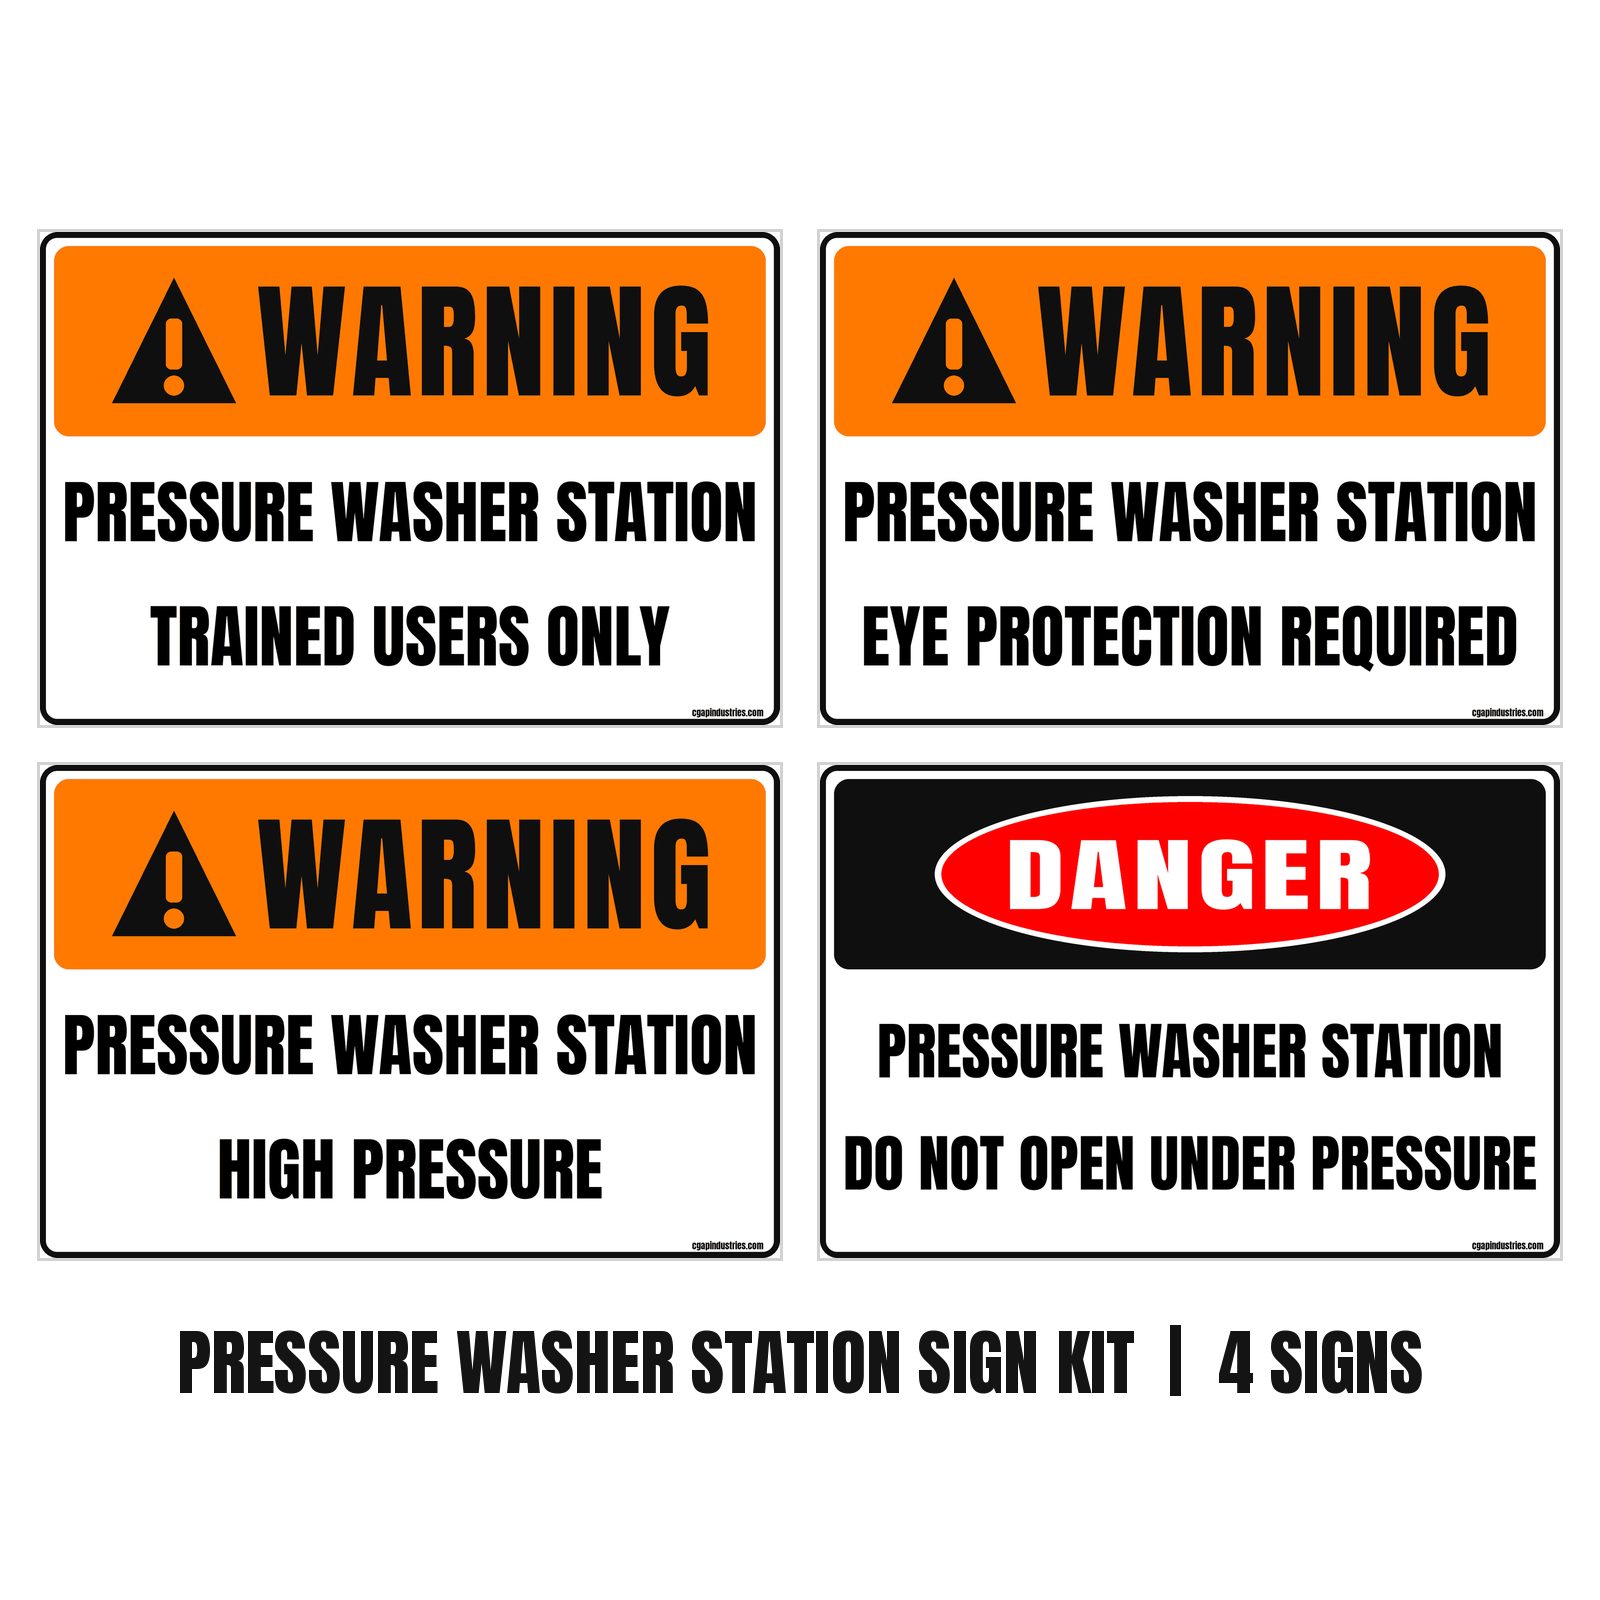 WARNING
PRESSURE WASHER STATION
TRAINED USERS ONLY
cgapindustries.com
WARNING
PRESSURE WASHER STATION
EYE PROTECTION REQUIRED
cgapindustries.com
WARNING
PRESSURE WASHER STATION
HIGH PRESSURE
cgapindustries.com
DANGER
PRESSURE WASHER STATION
DO NOT OPEN UNDER PRESSURE
cgapindustries.com
PRESSURE WASHER STATION SIGN KIT | 4 SIGNS